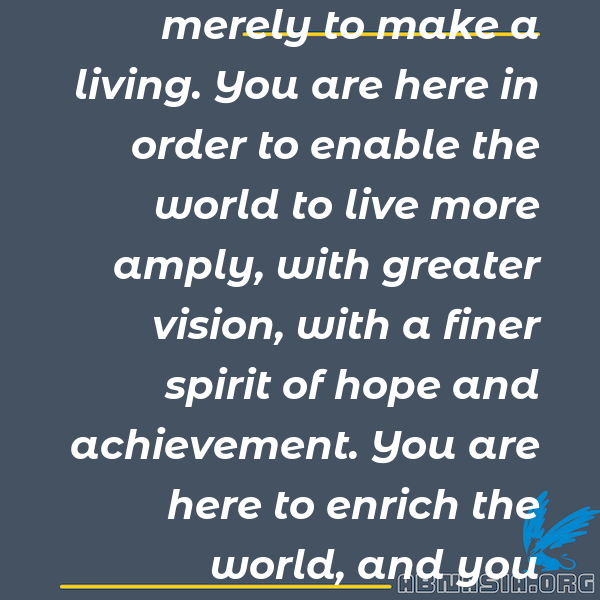 merely to make a
living. You are here in
order to enable the
world to live more
amply, with greater
vision, with a finer
spirit of hope and
achievement. You are
here to enrich the
world, and you
ABNASIA.ORG